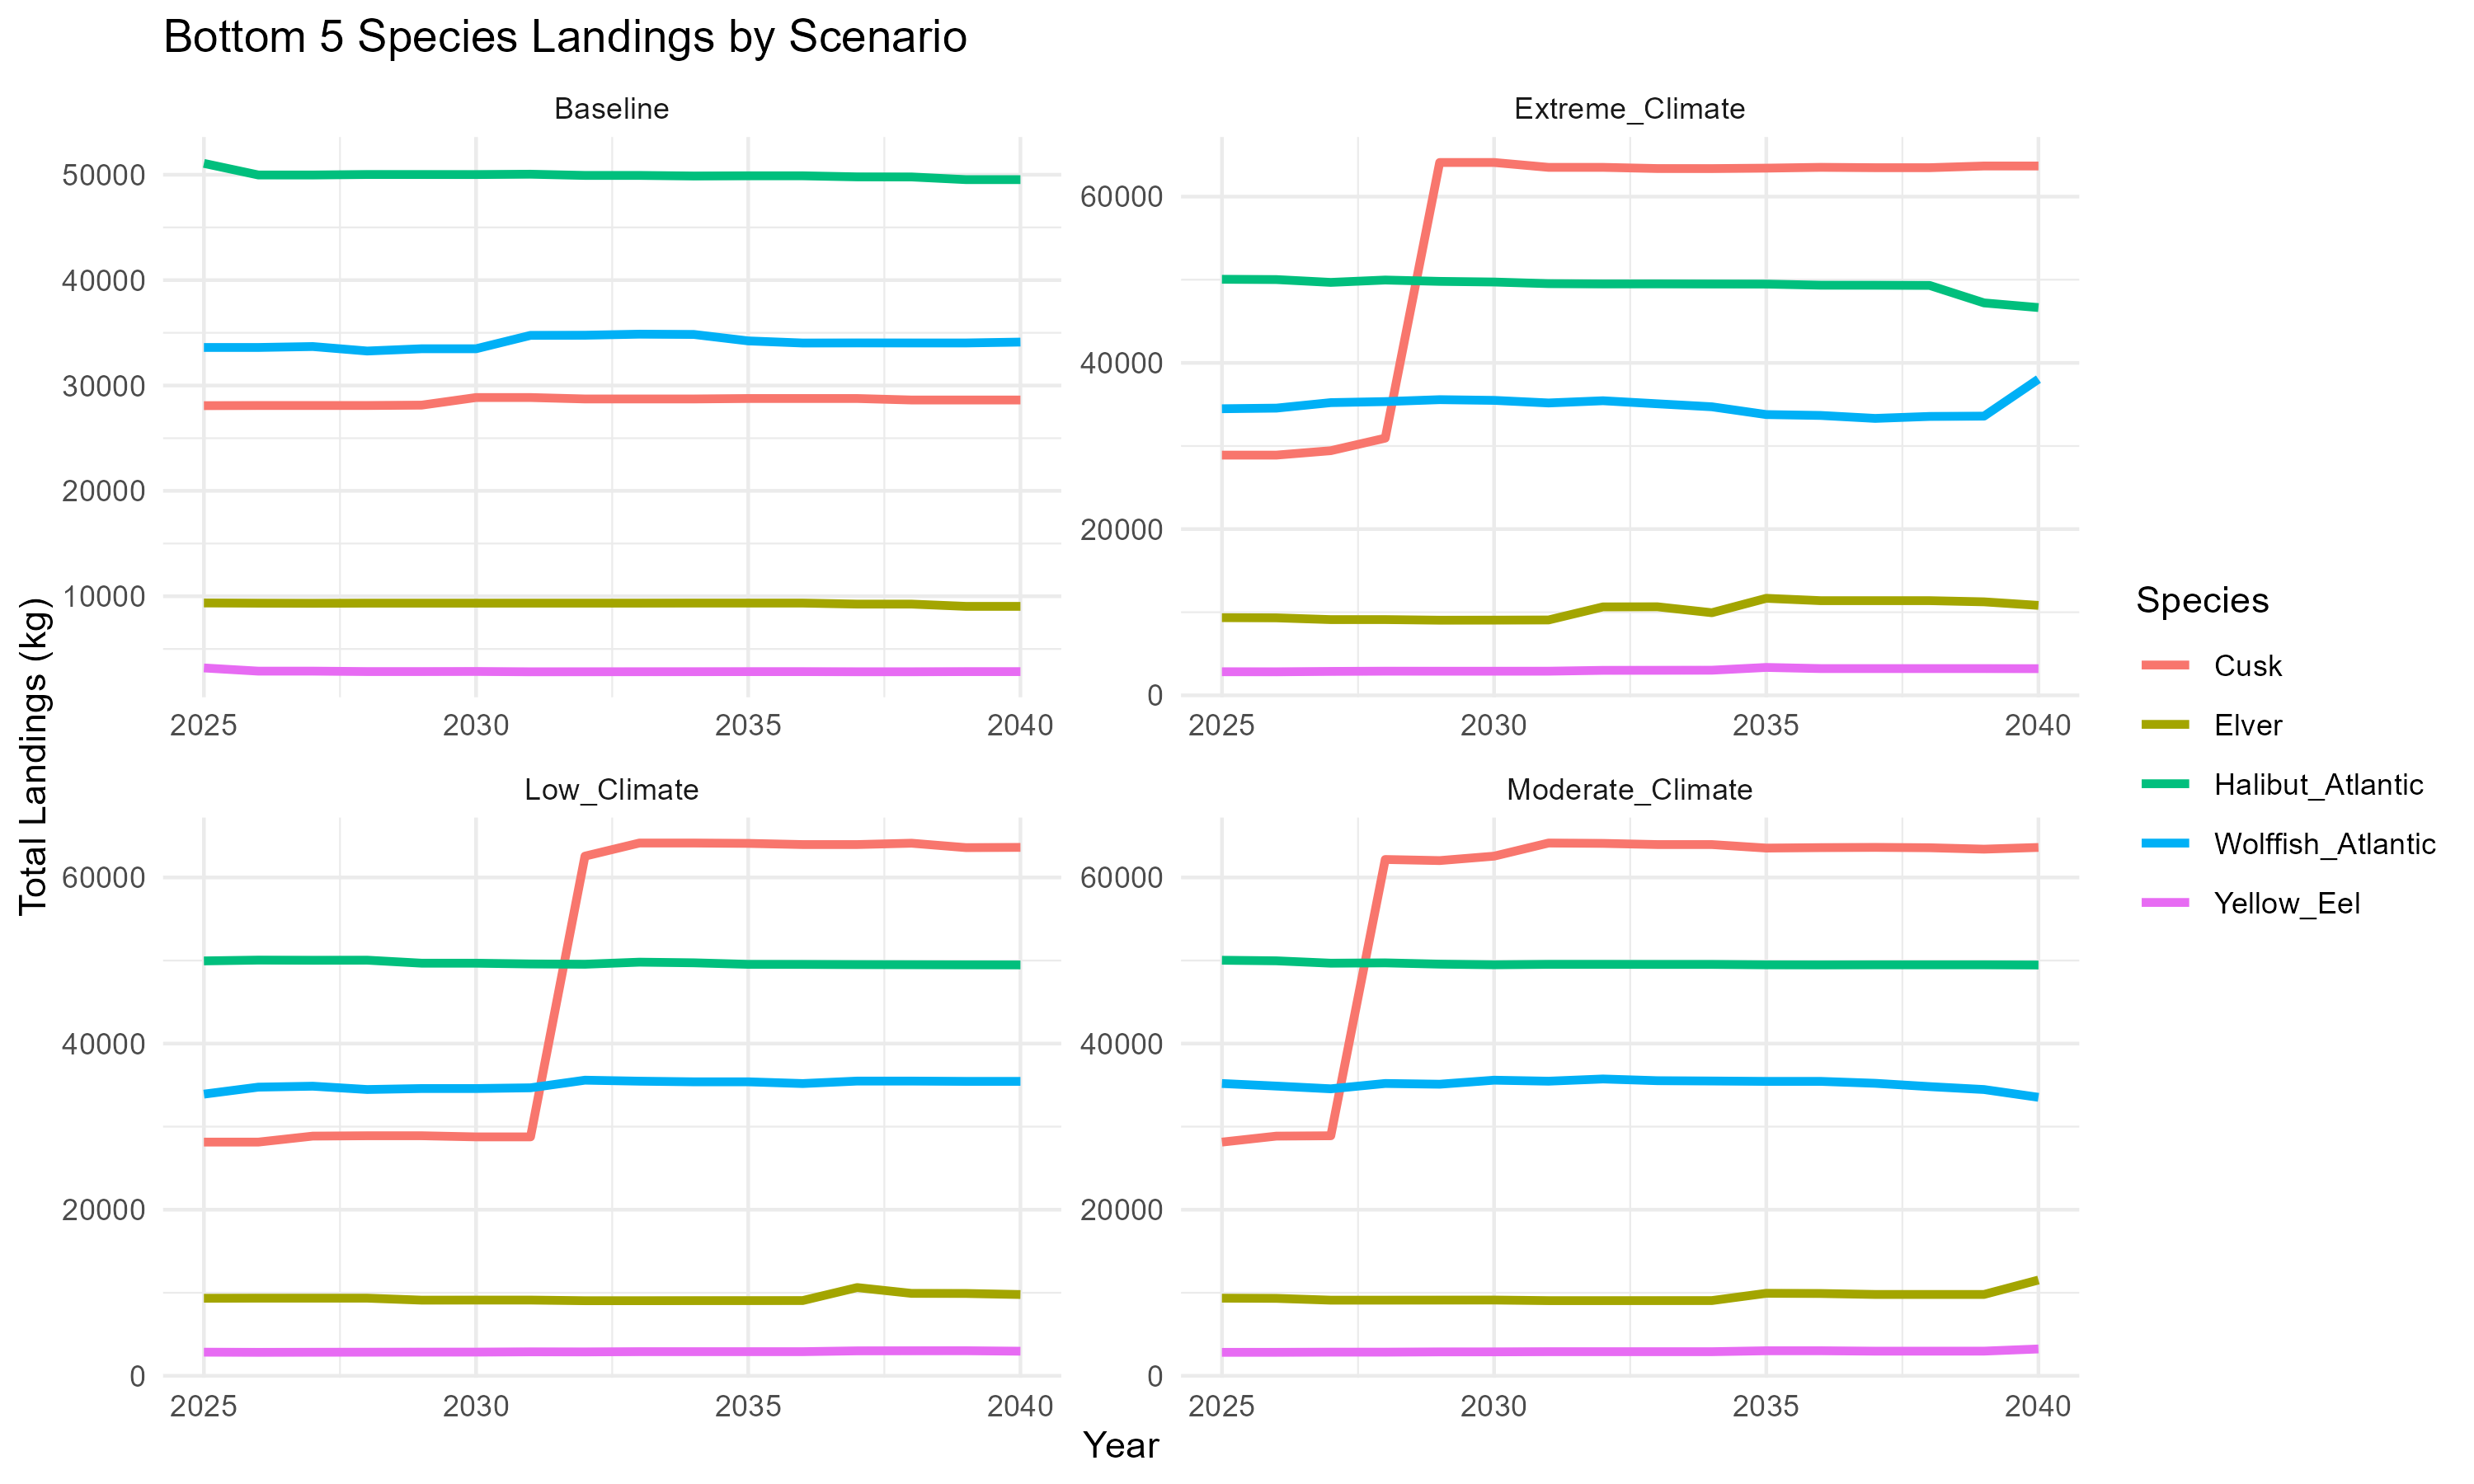 Bottom 5 Species Landings by Scenario
Baseline
Extreme_Climate
50000
40000
30000
20000
10000
60000
40000
20000
0
2025 2030 2035 2040
2025 2030 2035 2040
Low_Climate
Moderate_Climate
60000
40000
20000
0
60000
40000
20000
0
2025 2030 2035 2040
2025 2030 2035 2040
Total Landings (kg)
Year
Species
Cusk
Elver
Halibut_Atlantic
Wolffish_Atlantic
Yellow_Eel